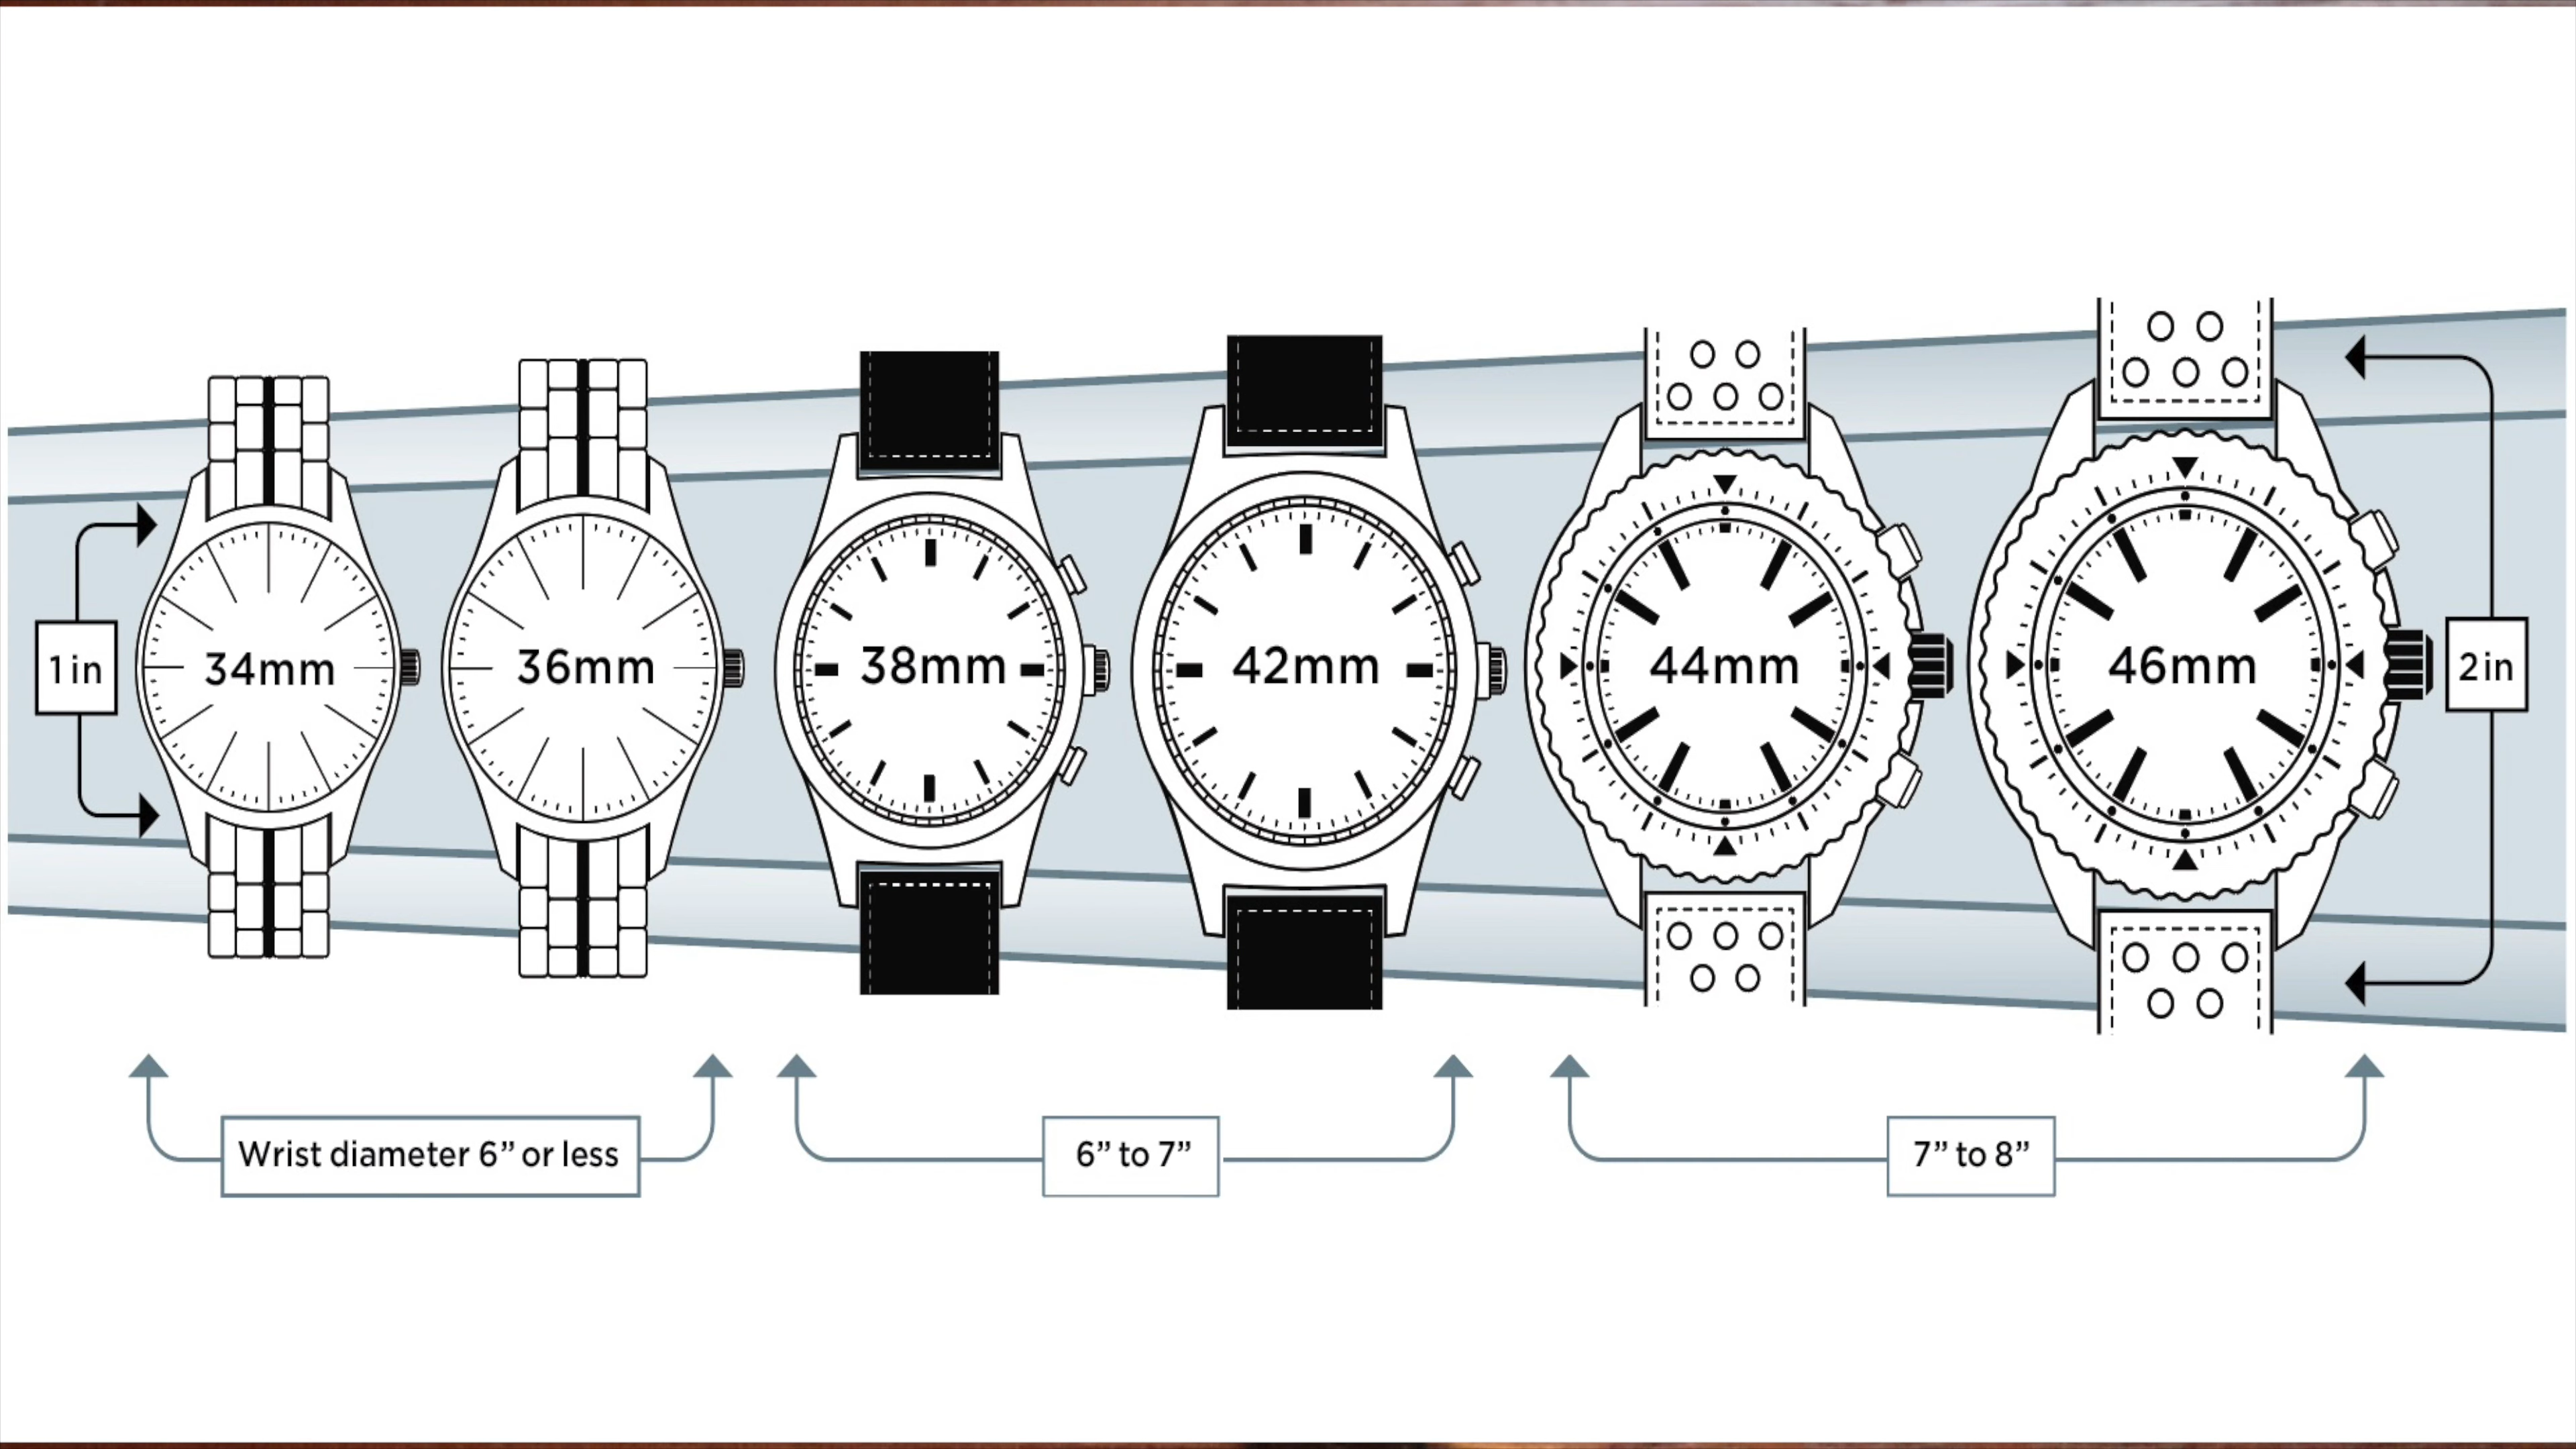 1 in
34mm
36mm
38mm
42mm
44mm
46mm
2 in
Wrist diameter 6” or less
6” to 7”
7” to 8”